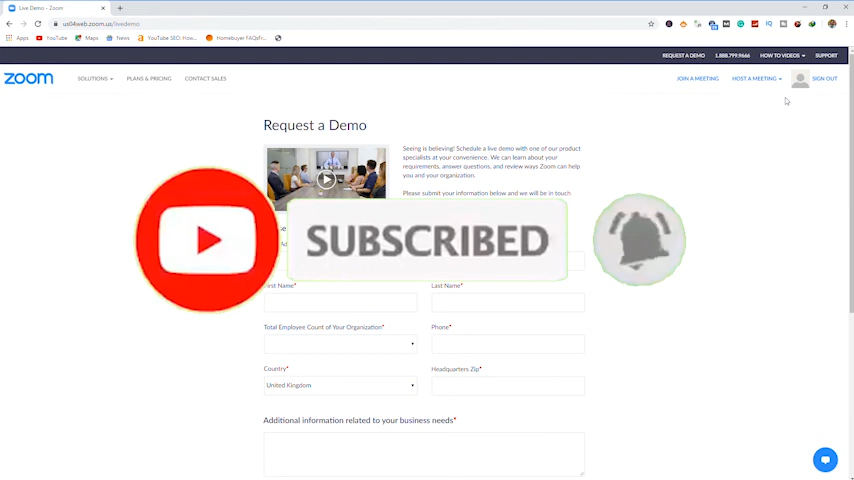 Live Demo - Zoom
us04web.zoom.us/livedemo
Apps YouTube Maps News YouTube SEO: How... Homebuyer FAQsFr...
REQUEST A DEMO 1.888.799.9666 HOW TO VIDEOS SUPPORT
zoom SOLUTIONS PLANS & PRICING CONTACT SALES JOIN A MEETING HOST A MEETING SIGN OUT
Request a Demo
Seeing is believing! Schedule a live demo with one of our product
specialists at your convenience. We can learn about your
requirements, answer questions, and review ways Zoom can help
you and your organization.
Please submit your information below and we will be in touch
SUBSCRIBED
First Name* Last Name*
Total Employee Count of Your Organization* Phone*
Country* Headquarters Zip*
United Kingdom
Additional information related to your business needs*